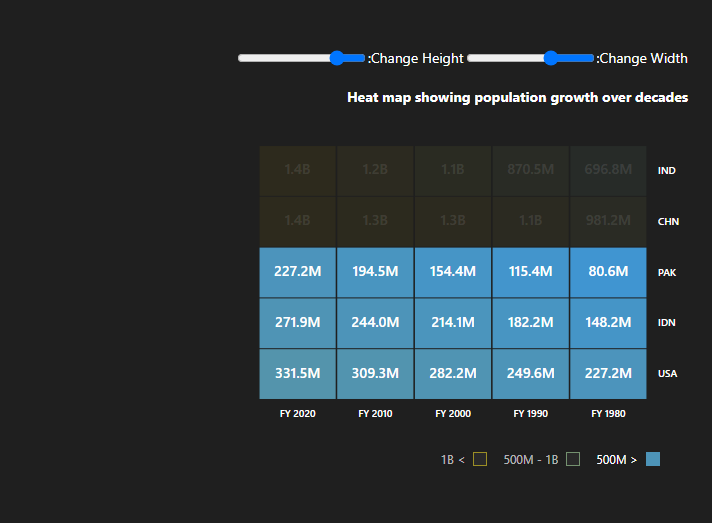 :Change Height :Change Width
Heat map showing population growth over decades
1.4B 1.2B 1.1B 870.5M 696.8M IND
1.4B 1.3B 1.3B 1.1B 981.2M CHN
227.2M 194.5M 154.4M 115.4M 80.6M PAK
271.9M 244.0M 214.1M 182.2M 148.2M IDN
331.5M 309.3M 282.2M 249.6M 227.2M USA
FY 2020 FY 2010 FY 2000 FY 1990 FY 1980
1B < 500M - 1B 500M >